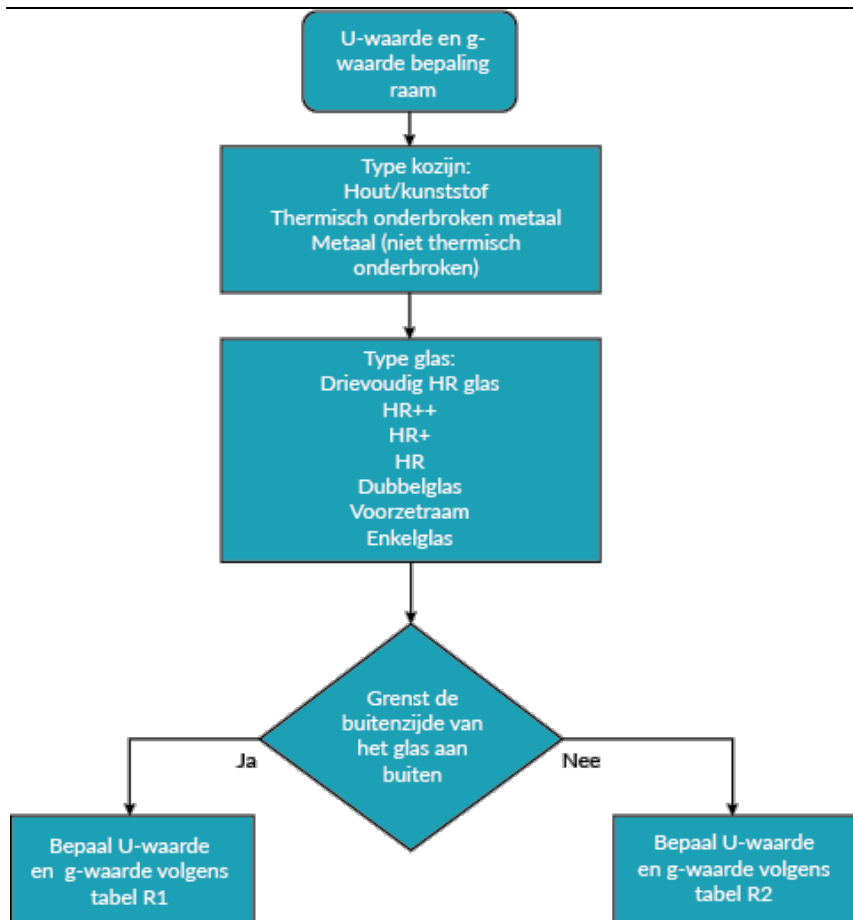 U-waarde en g-
waarde bepaling
raam
Type kozijn:
Hout/kunststof
Thermisch onderbroken metaal
Metaal (niet thermisch
onderbroken)
Type glas:
Drievoudig HR glas
HR++
HR+
HR
Dubbelglas
Voorzetraam
Enkelglas
Grenst de
buitenzijde van
het glas aan
buiten
Ja
Nee
Bepaal U-waarde
en g-waarde volgens
tabel R1
Bepaal U-waarde
en g-waarde volgens
tabel R2